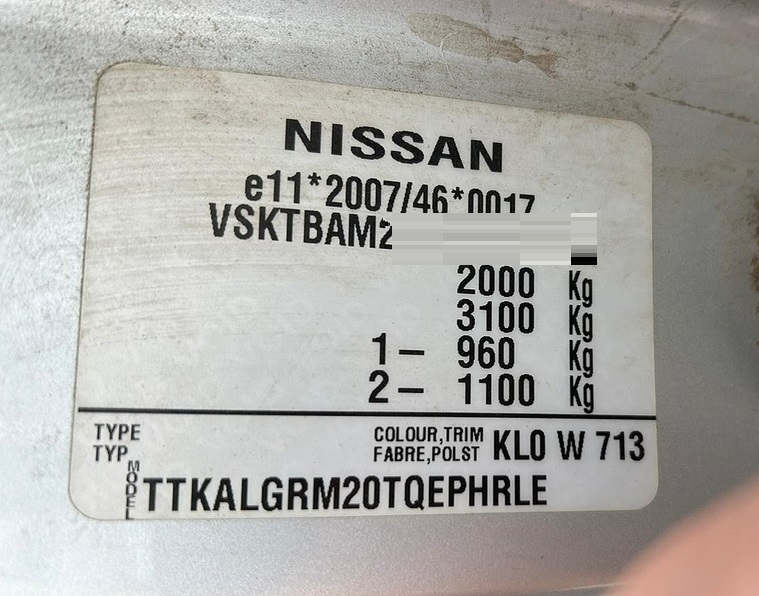 NISSAN
e11*2007/46*0017
VSKTBAM2
2000 Kg
3100 Kg
1 – 960 Kg
2 – 1100 Kg
TYPE COLOUR,TRIM KL0 W 713
TYP FABRE,POLST
MODEL TTKALGRM20TQEPHRLE